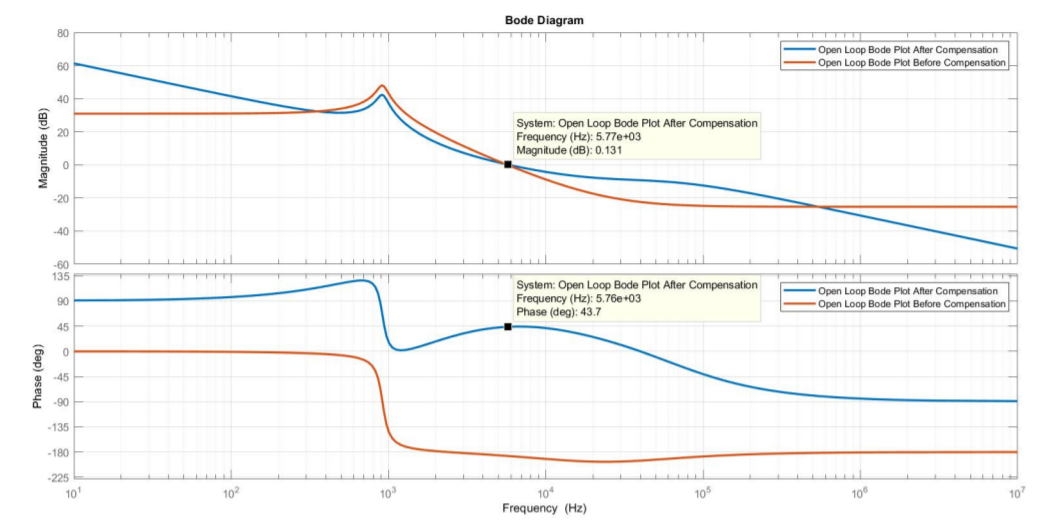 Bode Diagram
80
60
40
20
0
-20
-40
-60
Magnitude (dB)
Open Loop Bode Plot After Compensation
Open Loop Bode Plot Before Compensation
System: Open Loop Bode Plot After Compensation
Frequency (Hz): 5.77e+03
Magnitude (dB): 0.131
135
90
45
0
-45
-90
-135
-180
-225
Phase (deg)
System: Open Loop Bode Plot After Compensation
Frequency (Hz): 5.76e+03
Phase (deg): 43.7
Open Loop Bode Plot After Compensation
Open Loop Bode Plot Before Compensation
10^1 10^2 10^3 10^4 10^5 10^6 10^7
Frequency (Hz)